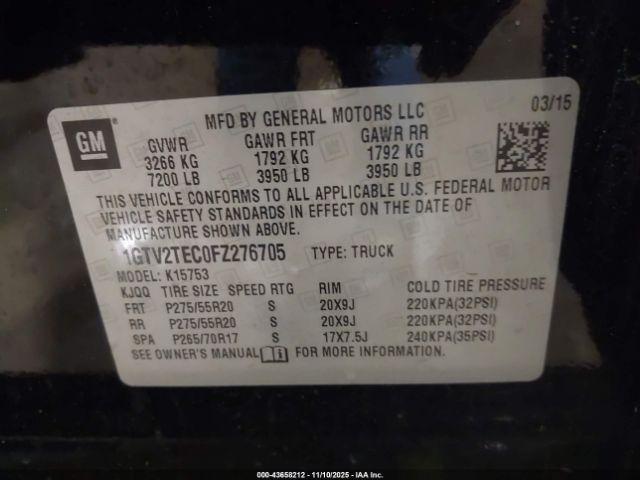 MFD BY GENERAL MOTORS LLC 03/15
GM
GVWR GAWR FRT GAWR RR
3266 KG 1792 KG 1792 KG
7200 LB 3950 LB 3950 LB
THIS VEHICLE CONFORMS TO ALL APPLICABLE U.S. FEDERAL MOTOR
VEHICLE SAFETY STANDARDS IN EFFECT ON THE DATE OF
MANUFACTURE SHOWN ABOVE.
1GTV2TEC0FZ276705 TYPE: TRUCK
MODEL: K15753
KJQQ TIRE SIZE SPEED RTG RIM COLD TIRE PRESSURE
FRT P275/55R20 S 20X9J 220KPA(32PSI)
RR P275/55R20 S 20X9J 220KPA(32PSI)
SPA P265/70R17 S 17X7.5J 240KPA(35PSI)
SEE OWNER'S MANUAL FOR MORE INFORMATION.
000-43658212 - 11/10/2025 - IAA Inc.